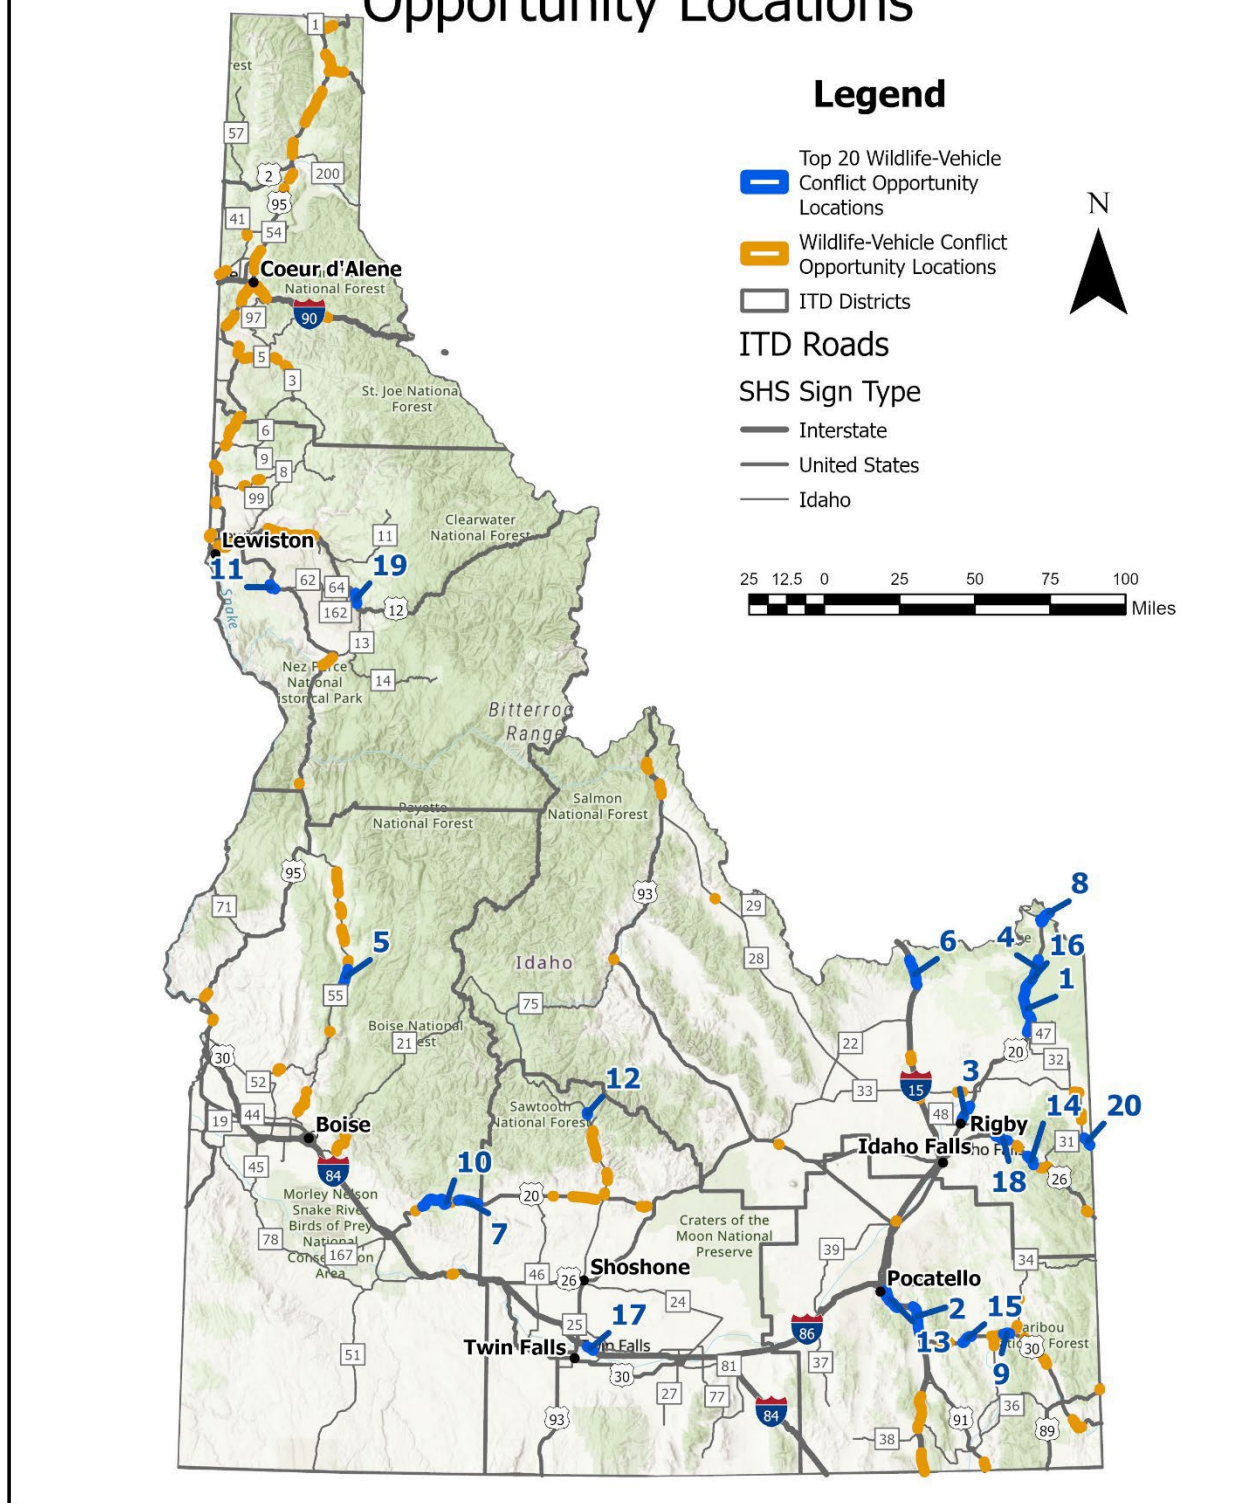 Opportunity Locations
Legend
Top 20 Wildlife-Vehicle
Conflict Opportunity
Locations
Wildlife-Vehicle Conflict
Opportunity Locations
ITD Districts
ITD Roads
SHS Sign Type
Interstate
United States
Idaho
N
25 12.5 0 25 50 75 100
Miles
1
57
2
200
95
41
54
Coeur d'Alene
National Forest
97
90
5
3
St. Joe National
Forest
6
9
8
99
Lewiston
11
Clearwater
National Forest
11
19
62
64
162
12
Snake
13
14
Nez Perce
National
Historical Park
Bitterroo
Range
Salmon
National Forest
Payette
National Forest
95
93
71
29
28
5
55
Idaho
75
Boise National
21
30
52
44
19
45
Boise
84
8
6
4
16
1
47
20
32
22
33
15
3
48
Rigby
14
20
31
Idaho Falls
18
26
12
Sawtooth
National Forest
10
7
20
Morley Nelson
Snake River
Birds of Prey
National
Conservation
Area
78
167
Craters of the
Moon National
Preserve
39
34
46
26
Shoshone
24
Pocatello
2
15
13
9
30
25
17
Twin Falls
30
86
81
37
27
77
84
51
93
36
91
38
89